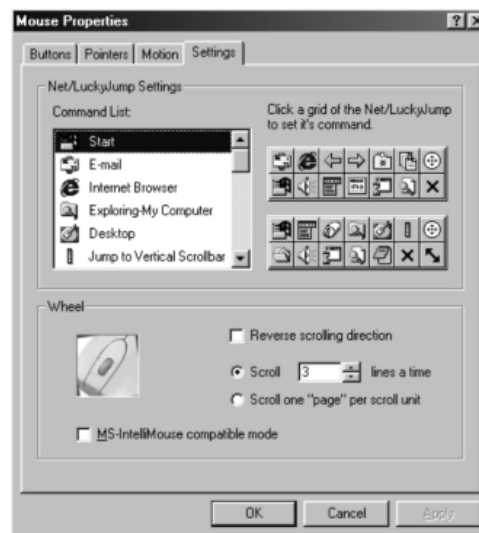 Mouse Properties
Buttons Pointers Motion Settings
Net/LuckyJump Settings
Command List:
Start
E-mail
Internet Browser
Exploring-My Computer
Desktop
Jump to Vertical Scrollbar
Click a grid of the Net/LuckyJump
to set it's command.
Wheel
Reverse scrolling direction
Scroll 3 lines a time
Scroll one "page" per scroll unit
MS-IntelliMouse compatible mode
OK Cancel Apply